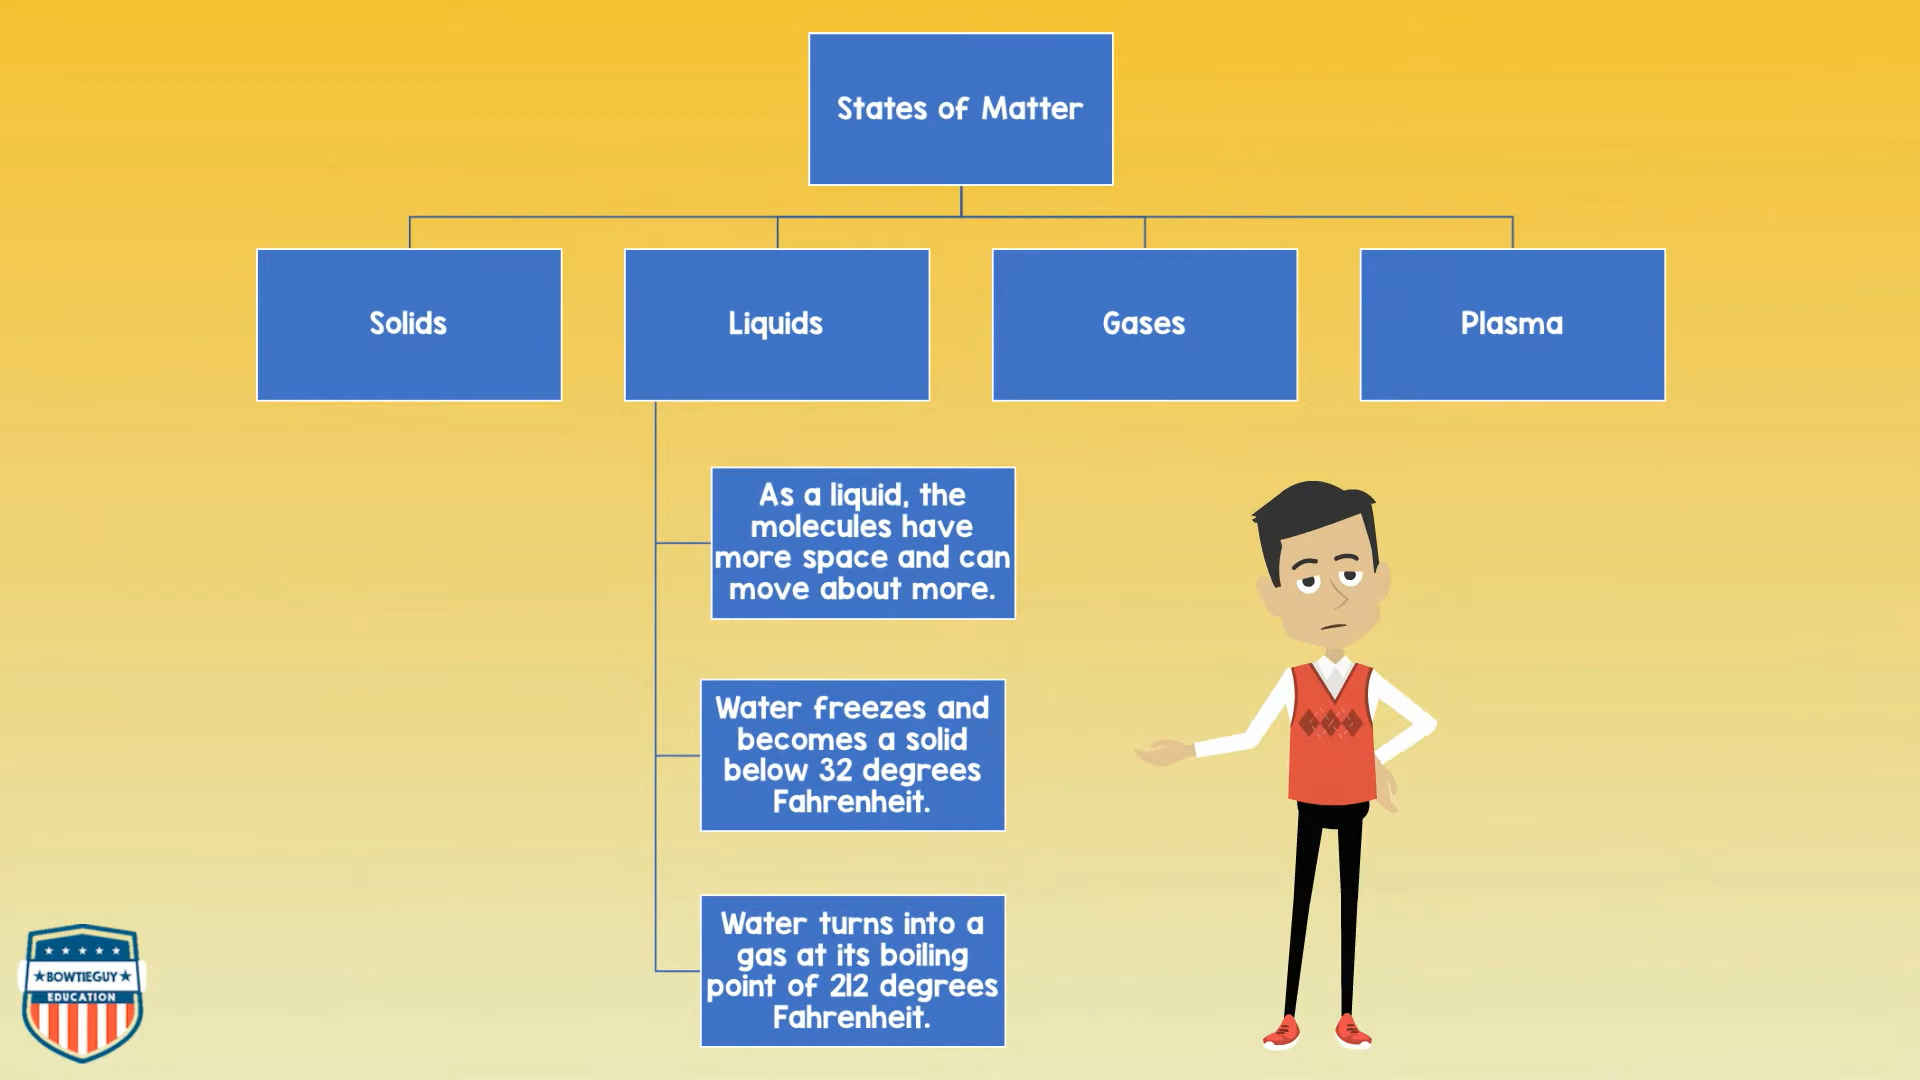 States of Matter
Solids
Liquids
Gases
Plasma
As a liquid, the
molecules have
more space and can
move about more.
Water freezes and
becomes a solid
below 32 degrees
Fahrenheit.
Water turns into a
gas at its boiling
point of 212 degrees
Fahrenheit.
BOWTIEGUY
EDUCATION